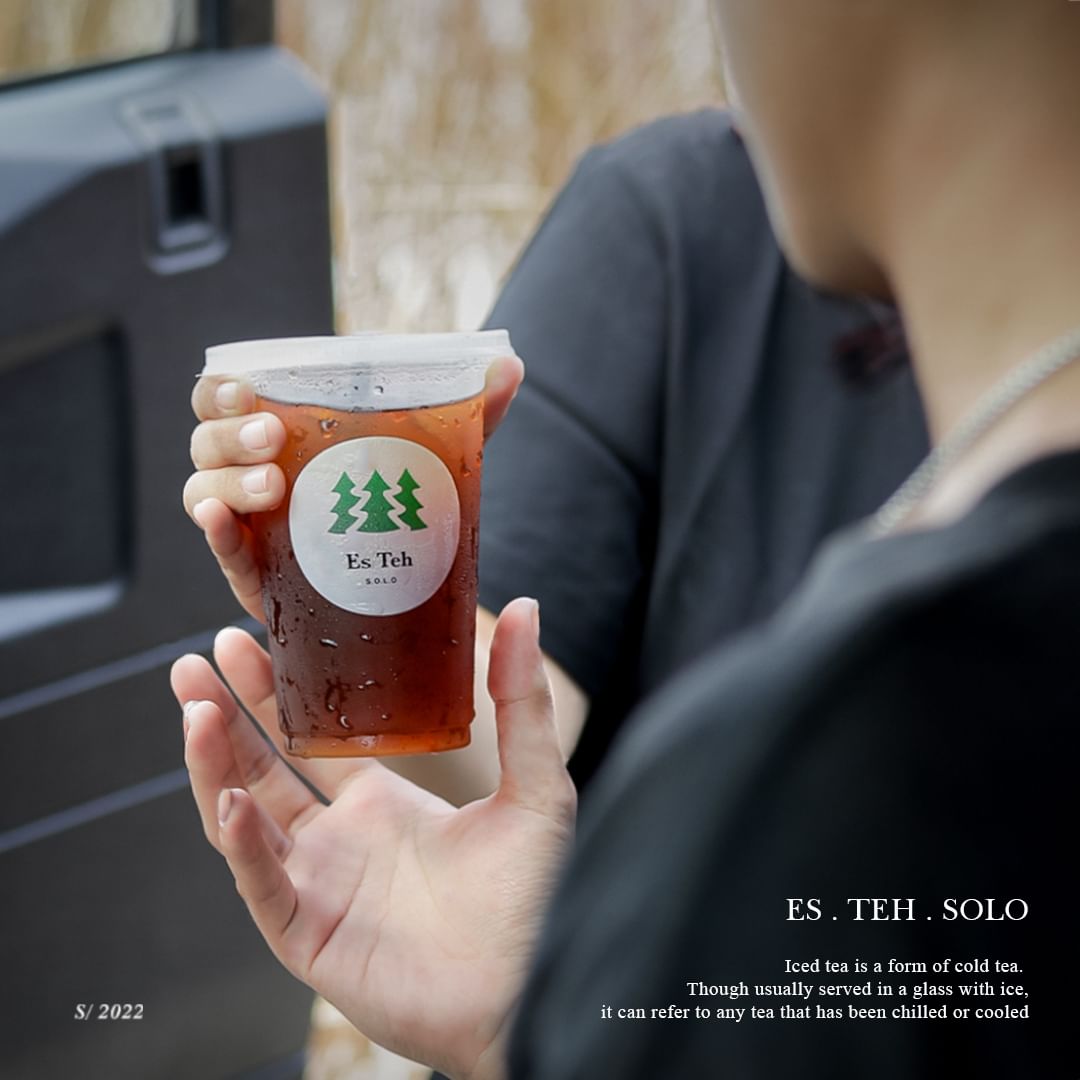 Es Teh
SOLO
ES . TEH . SOLO
Iced tea is a form of cold tea.
Though usually served in a glass with ice,
it can refer to any tea that has been chilled or cooled
S/ 2022